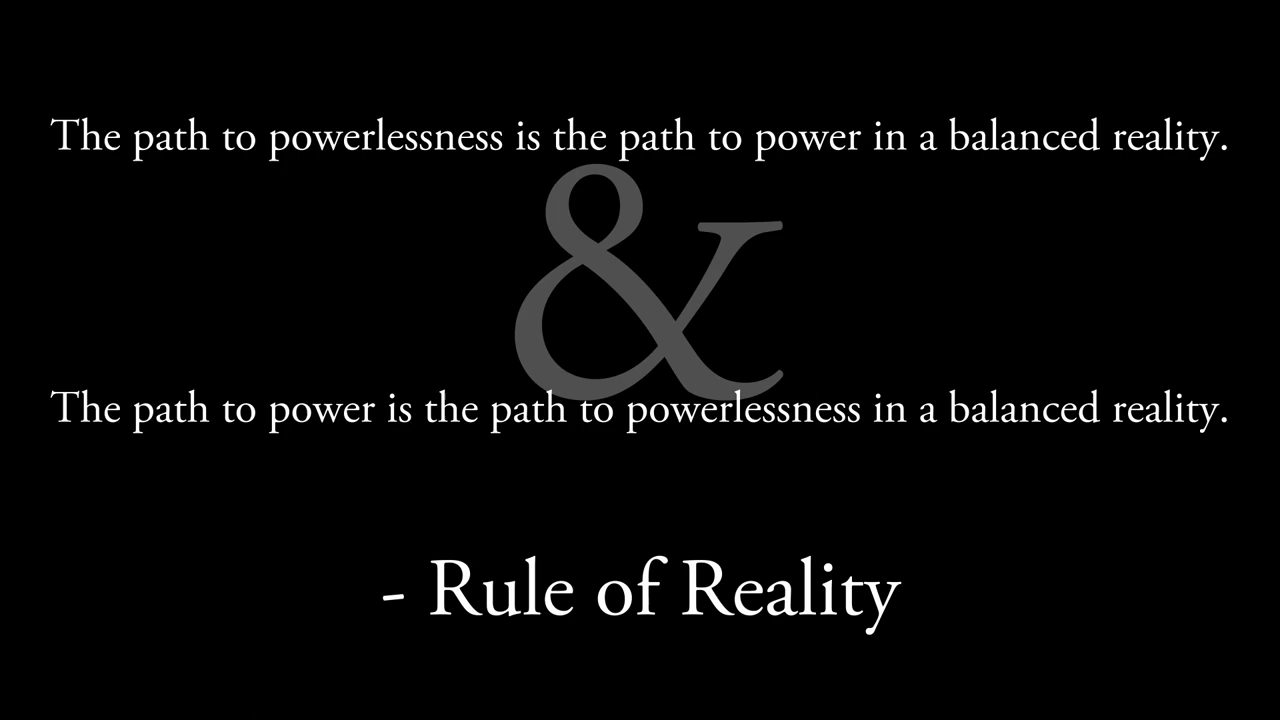 The path to powerlessness is the path to power in a balanced reality.
&
The path to power is the path to powerlessness in a balanced reality.
- Rule of Reality